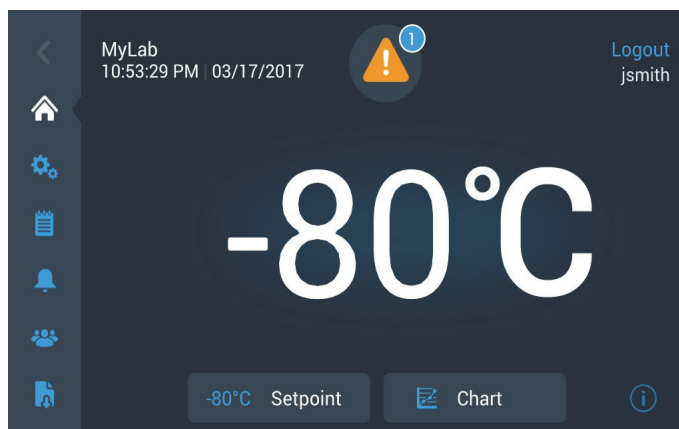 MyLab
10:53:29 PM | 03/17/2017
1
Logout
jsmith
-80°C
-80°C Setpoint
Chart